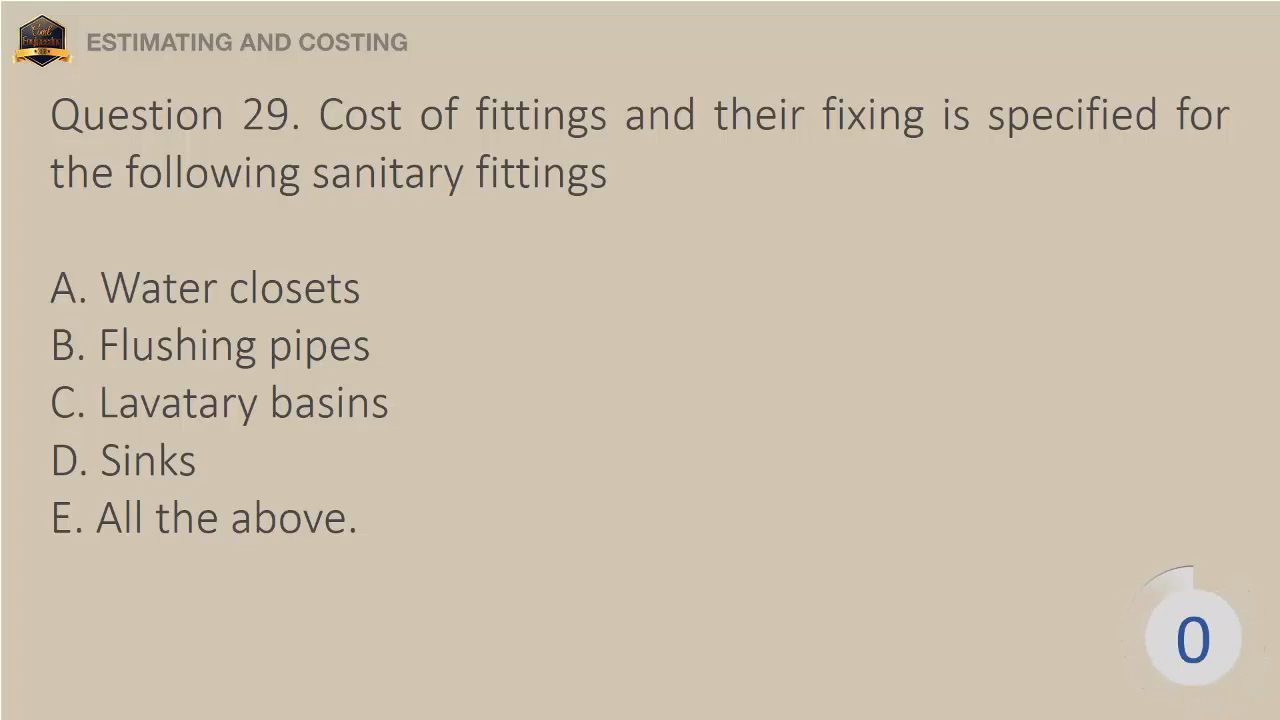 ESTIMATING AND COSTING
Question 29. Cost of fittings and their fixing is specified for
the following sanitary fittings
A. Water closets
B. Flushing pipes
C. Lavatary basins
D. Sinks
E. All the above.
0